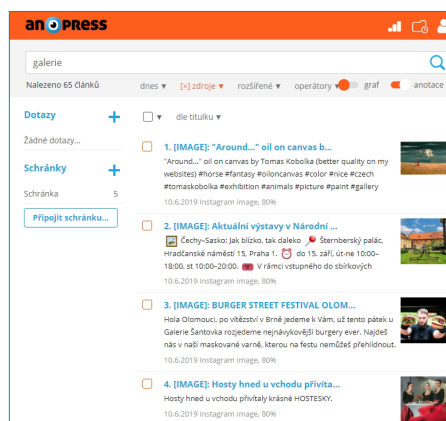 anopress
galerie
Nalezeno 65 článků
dnes ▼ [×] zdroje ▼ rozšířené ▼ operátory ▼ graf anotace
Dotazy +
dle titulku ▼
Žádné dotazy...
Schránky +
Schránka 5
Připojit schránku...
1. [IMAGE]: "Around..." oil on canvas b...
"Around..." oil on canvas by Tomas Kobolka (better quality on my
websites) #horse #fantasy #oiloncanvas #color #nice #czech
#tomaskobolka #exhibition #animals #picture #paint #gallery
10.6.2019 Instagram image, 80%
2. [IMAGE]: Aktuální výstavy v Národní ...
Čechy–Sasko: Jak blízko, tak daleko Šternberský palác,
Hradčanské náměstí 15, Praha 1. do 15. září, út-ne 10:00–
18:00, st 10:00–20:00. V rámci vstupného do sbírkových
10.6.2019 Instagram image, 80%
3. [IMAGE]: BURGER STREET FESTIVAL OLOM...
Hola Olomouci, po vítězství v Brně jedeme k Vám, už tento pátek u
Galerie Šantovka rozjedeme nejnávykovější burgery ever. Najdeš
nás v naší maskované varně, kterou na festu nemůžeš přehlídnout.
10.6.2019 Instagram image, 80%
4. [IMAGE]: Hosty hned u vchodu přivíta...
Hosty hned u vchodu přivítaly krásné HOSTESKY.
10.6.2019 Instagram image, 80%